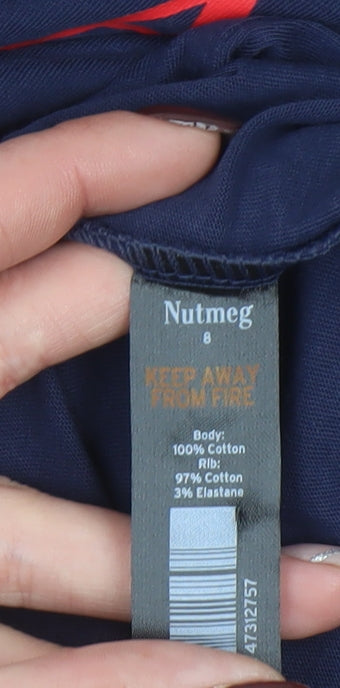 Nutmeg
8
KEEP AWAY
FROM FIRE
Body:
100% Cotton
Rib:
97% Cotton
3% Elastane
47312757